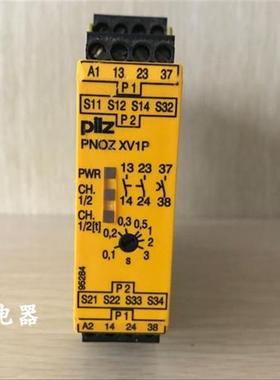 A1 13 23 37
P1
S11 S12 S14 S32
P2
pilz
PNOZ XV1P
13 23 37
PWR
CH.
1/2
14 24 38
CH.
1/2[t]
0,3 0,5
0,2 1
2
0,1 3
s
96284
P2
S21 S22 S33 S34
P1
A2 14 24 38
电器